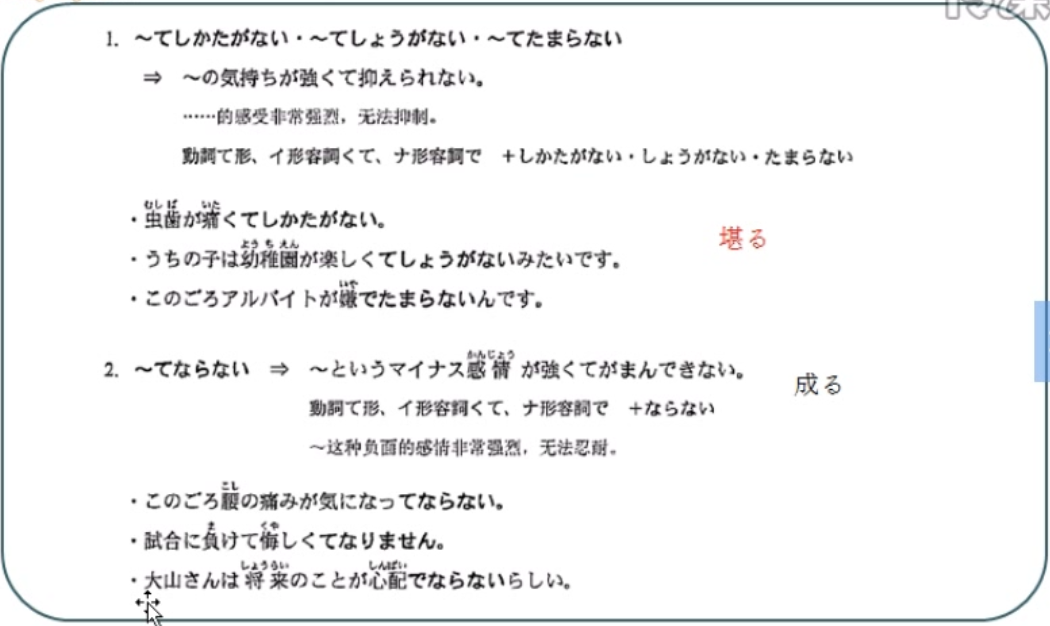 1. ～てしかたがない・～てしょうがない・～てたまらない
⇒ ～の気持ちが強くて抑えられない。
……的感受非常强烈，无法抑制。
動詞て形、イ形容詞くて、ナ形容詞で ＋しかたがない・しょうがない・たまらない
むしば いた
・虫歯が痛くてしかたがない。
堪る
ようちえん
・うちの子は幼稚園が楽しくてしょうがないみたいです。
いや
・このごろアルバイトが嫌でたまらないんです。
かんじょう
2. ～てならない ⇒ ～というマイナス感情 が強くてがまんできない。
成る
動詞て形、イ形容詞くて、ナ形容詞で ＋ならない
～这种负面的感情非常强烈，无法忍耐。
こし
・このごろ腰の痛みが気になってならない。
ま くや
・試合に負けて悔しくてなりません。
しょうらい しんぱい
・大山さんは将来のことが心配でならないらしい。